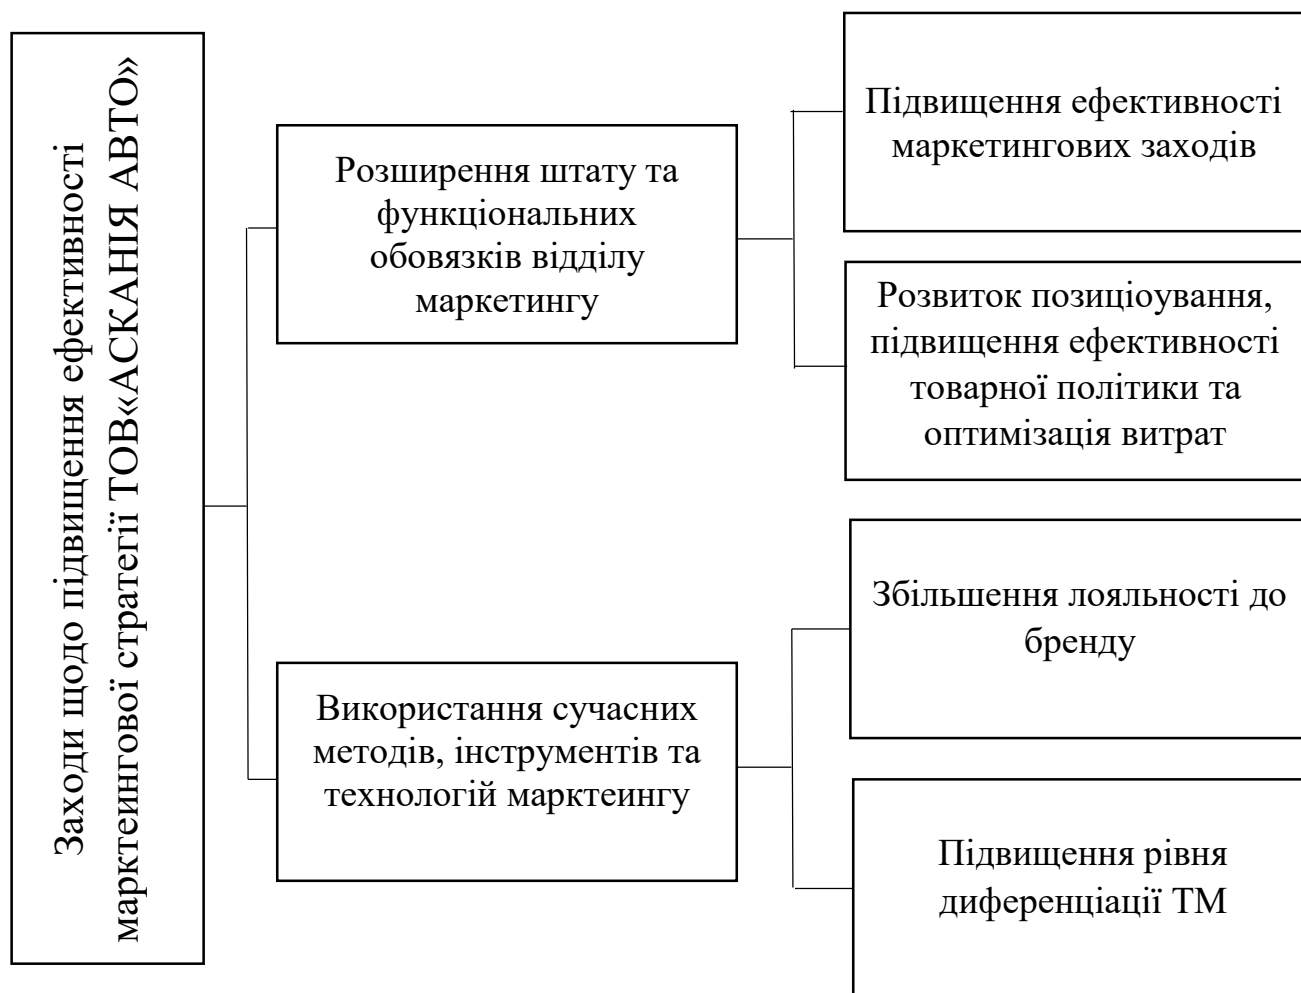 Заходи щодо підвищення ефективності
марктеингової стратегії ТОВ«АСКАНІЯ АВТО»
Розширення штату та
функціональних
обовязків відділу
маркетингу
Підвищення ефективності
маркетингових заходів
Розвиток позиціоування,
підвищення ефективності
товарної політики та
оптимізація витрат
Використання сучасних
методів, інструментів та
технологій марктеингу
Збільшення лояльності до
бренду
Підвищення рівня
диференціації ТМ